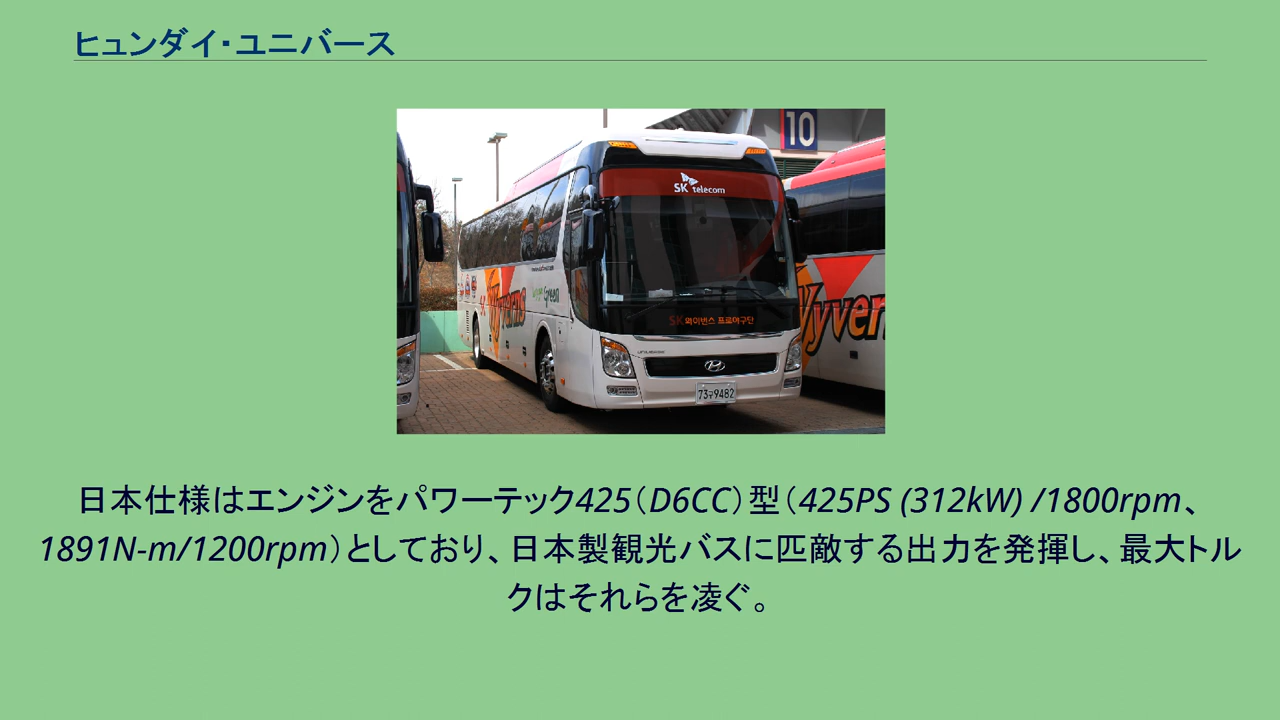 ヒュンダイ・ユニバース
10
SK telecom
Wyverns
Green
Wyver
SK 와이번스 프로야구단
73구9482
日本仕様はエンジンをパワーテック425（D6CC）型（425PS (312kW) /1800rpm、
1891N-m/1200rpm）としており、日本製観光バスに匹敵する出力を発揮し、最大トル
クはそれらを凌ぐ。